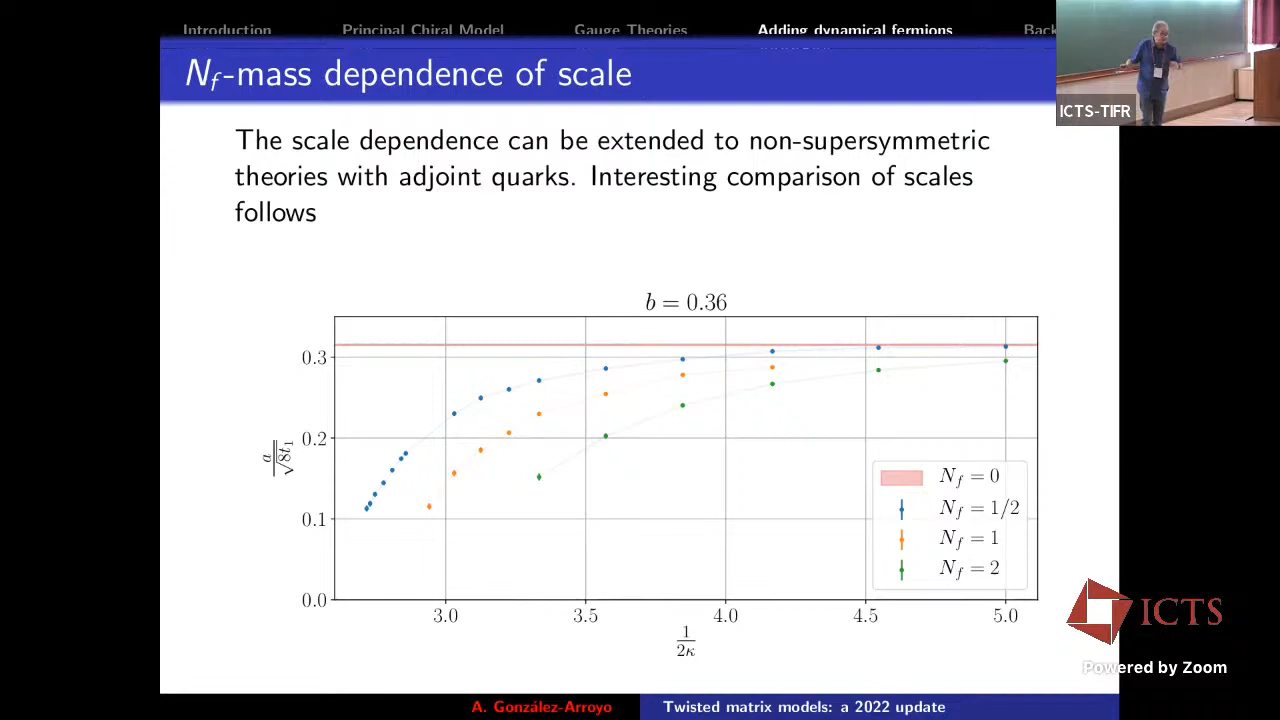 Introduction Principal Chiral Model Gauge Theories Adding dynamical fermions Back
N_f-mass dependence of scale
ICTS-TIFR
The scale dependence can be extended to non-supersymmetric
theories with adjoint quarks. Interesting comparison of scales
follows
b = 0.36
0.3
0.2
0.1
0.0
a/√8t₁
3.0 3.5 4.0 4.5 5.0
1/2κ
N_f = 0
N_f = 1/2
N_f = 1
N_f = 2
ICTS
Powered by Zoom
A. González-Arroyo Twisted matrix models: a 2022 update